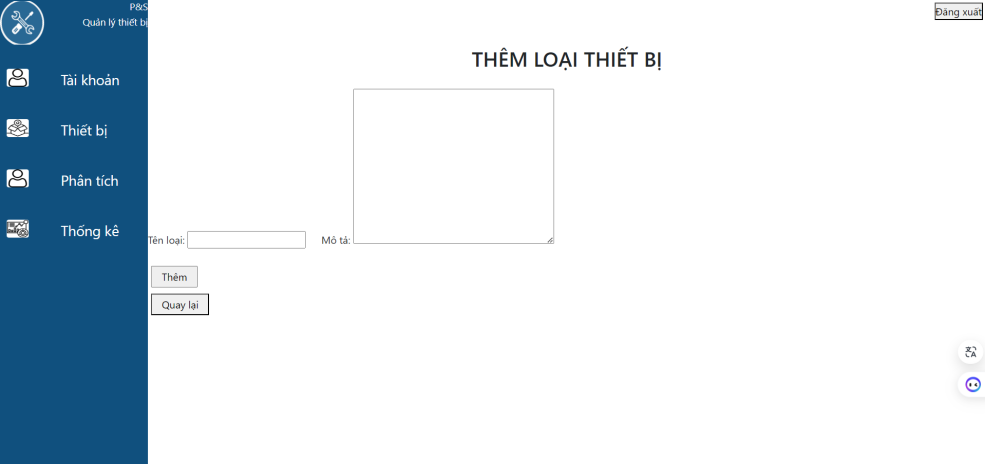 P&S
Quản lý thiết bị
Đăng xuất
THÊM LOẠI THIẾT BỊ
Tài khoản
Thiết bị
Phân tích
Thống kê
Tên loại:
Mô tả:
Thêm
Quay lại